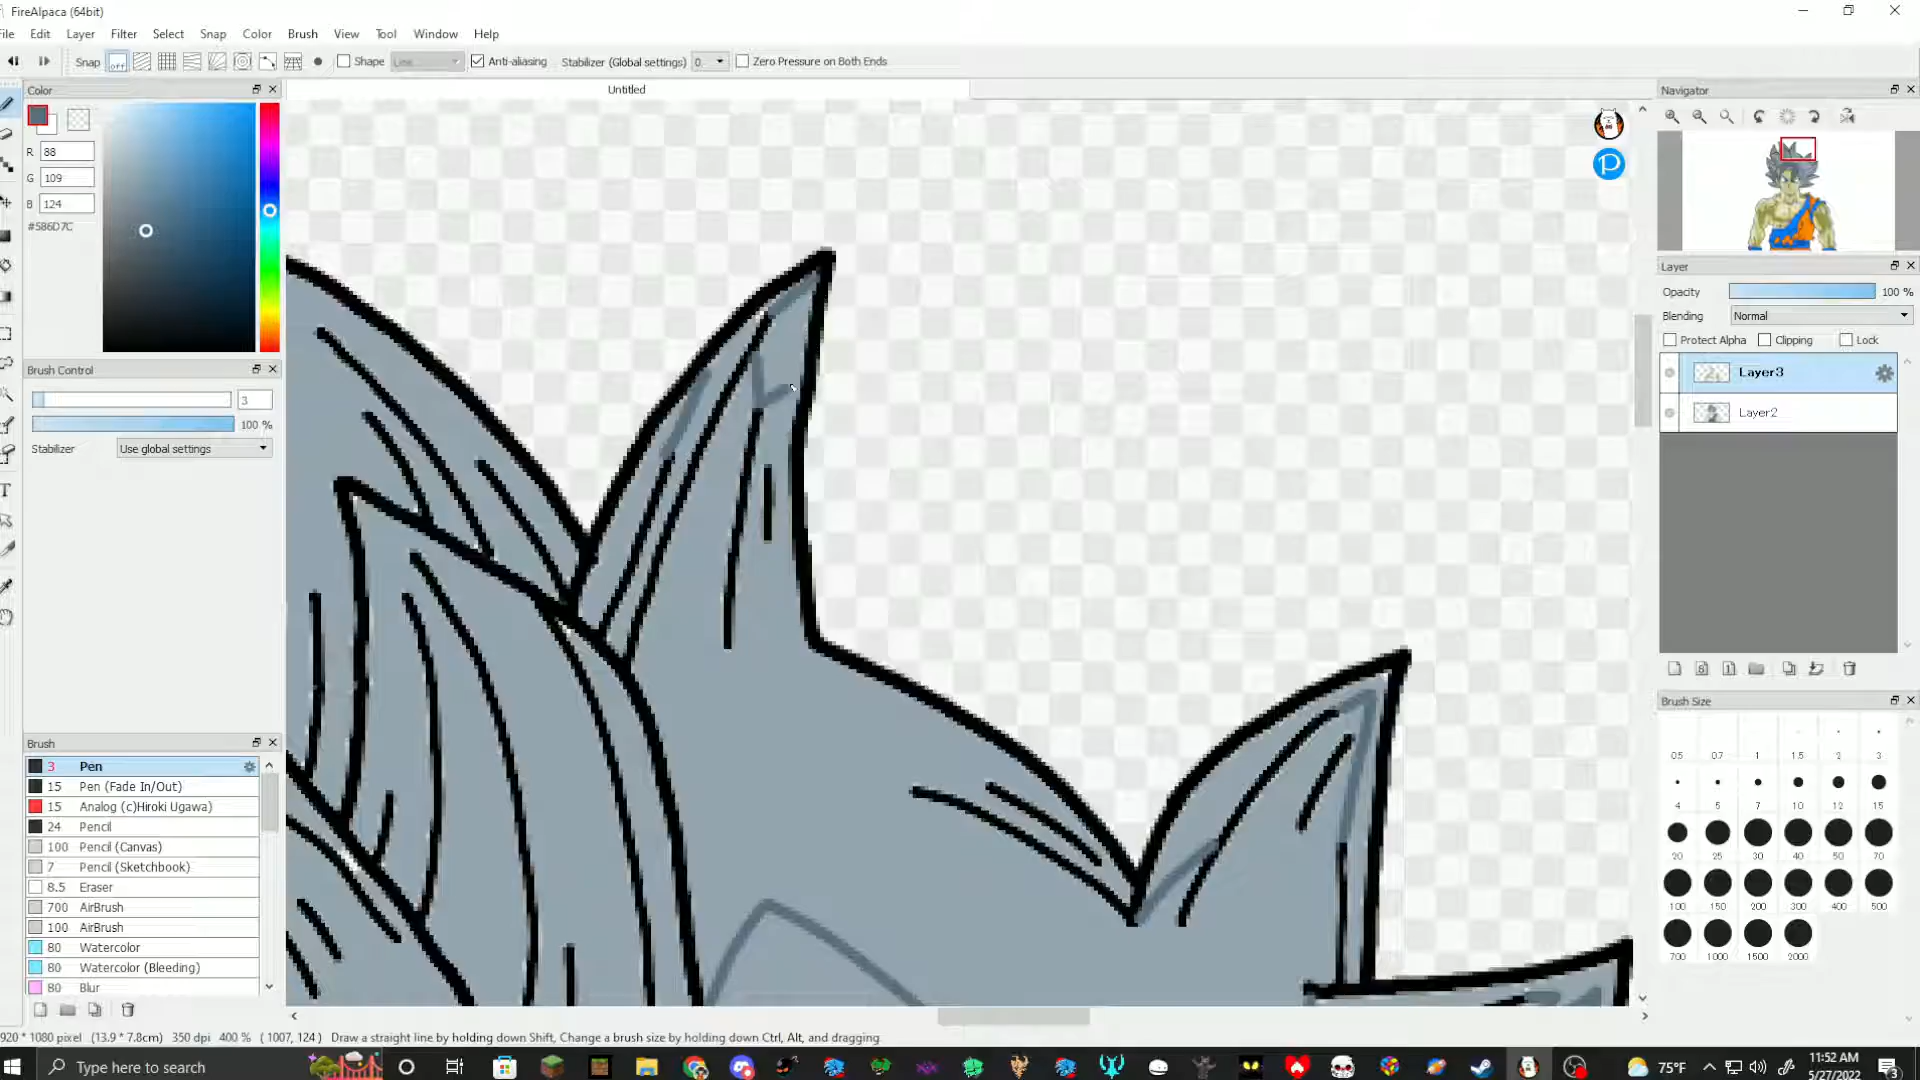 FireAlpaca (64bit)
File Edit Layer Filter Select Snap Color Brush View Tool Window Help
Snap off Shape Line Anti-aliasing Stabilizer (Global settings) 0 Zero Pressure on Both Ends
Color
R 88
G 109
B 124
#586D7C
Brush Control
3
100 %
Stabilizer Use global settings
Brush
3 Pen
15 Pen (Fade In/Out)
15 Analog (c)Hiroki Ugawa)
24 Pencil
100 Pencil (Canvas)
7 Pencil (Sketchbook)
8.5 Eraser
700 AirBrush
100 AirBrush
80 Watercolor
80 Watercolor (Bleeding)
80 Blur
Untitled
Navigator
Layer
Opacity 100 %
Blending Normal
Protect Alpha Clipping Lock
Layer3
Layer2
Brush Size
0.5 0.7 1 1.5 2 3
4 5 7 10 12 15
20 25 30 40 50 70
100 150 200 300 400 500
700 1000 1500 2000
920 * 1080 pixel (13.9 * 7.8cm) 350 dpi 400 % ( 1007, 124 ) Draw a straight line by holding down Shift, Change a brush size by holding down Ctrl, Alt, and dragging.
Type here to search
75°F
11:52 AM
5/27/2022
3